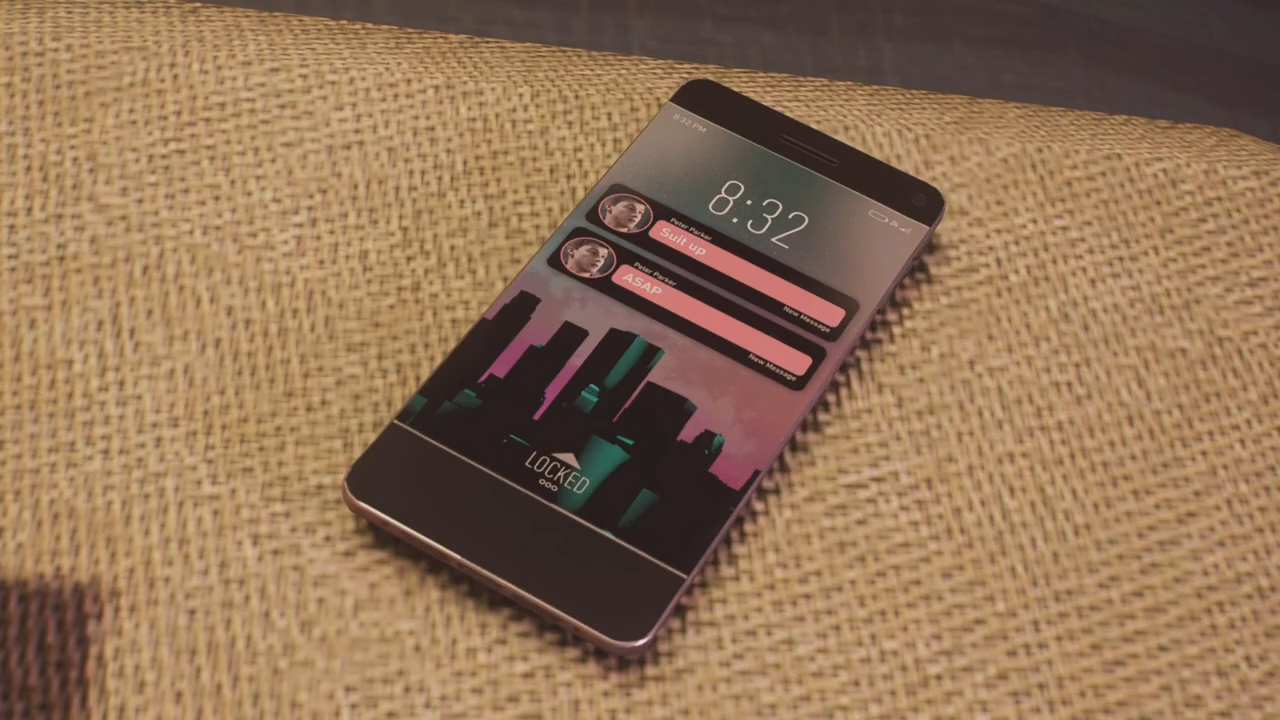 8:32 PM
8:32
Peter Parker
Suit up
New Message
Peter Parker
ASAP
New Message
LOCKED